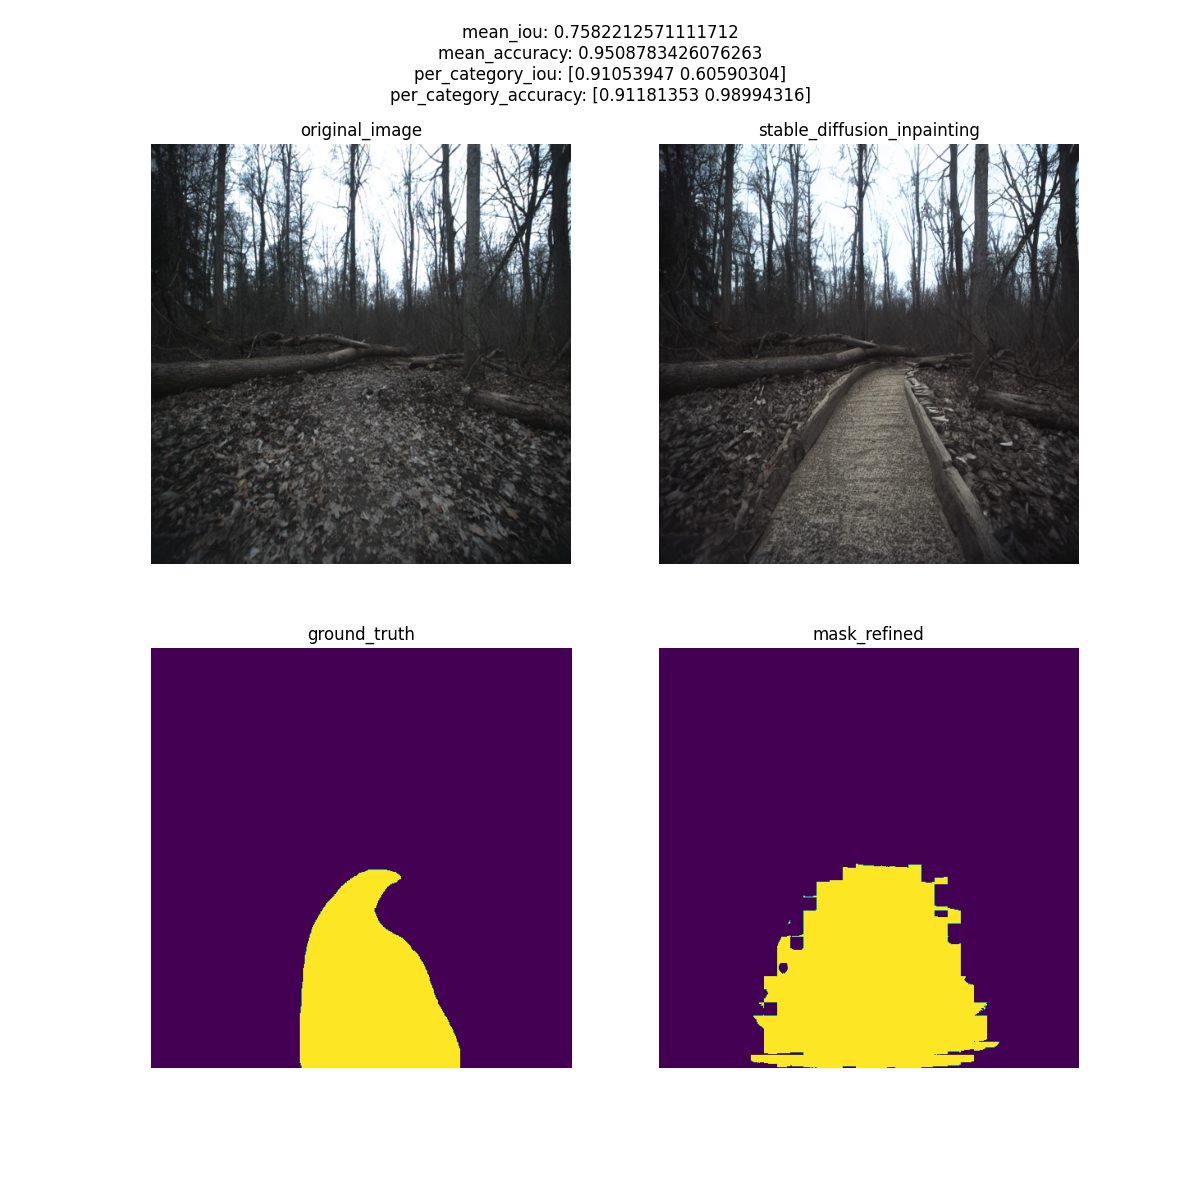 mean_iou: 0.7582212571111712
mean_accuracy: 0.9508783426076263
per_category_iou: [0.91053947 0.60590304]
per_category_accuracy: [0.91181353 0.98994316]
original_image
stable_diffusion_inpainting
ground_truth
mask_refined